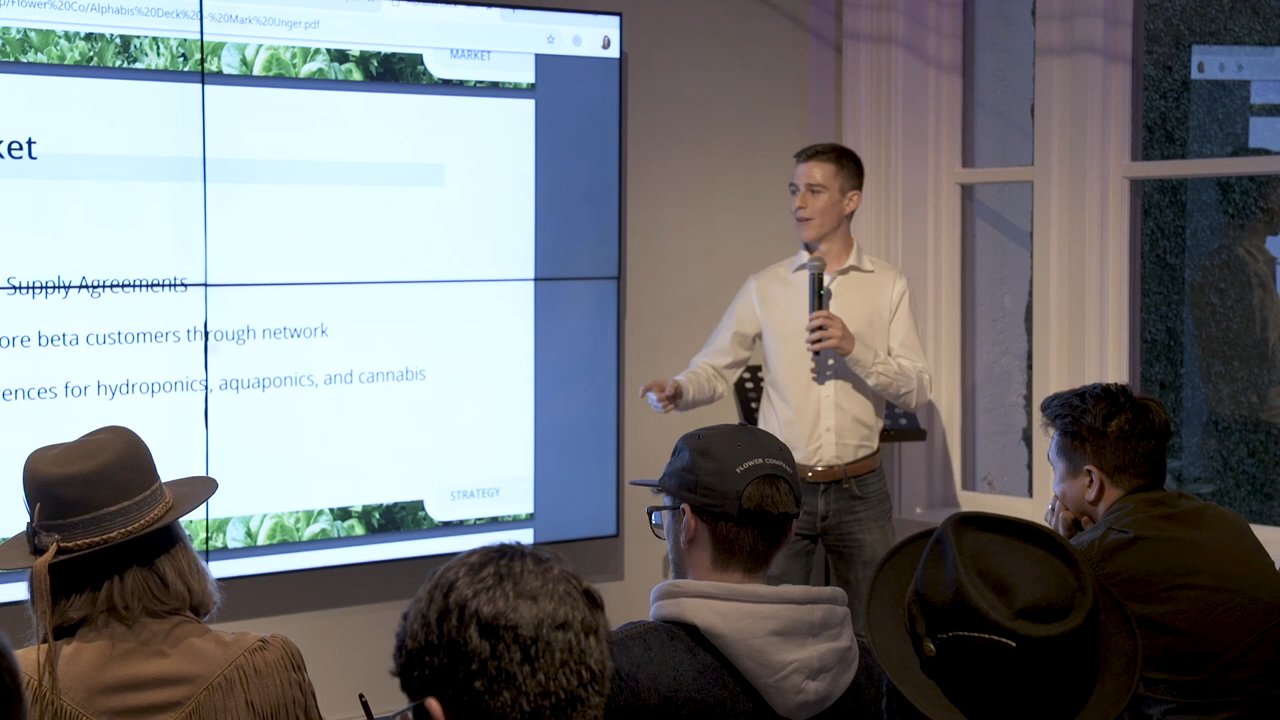 p/Flower%20Co/Alphabis%20Deck%20-%20Mark%20Unger.pdf
MARKET
ket
Supply Agreements
ore beta customers through network
ences for hydroponics, aquaponics, and cannabis
STRATEGY
FLOWER COMPANY